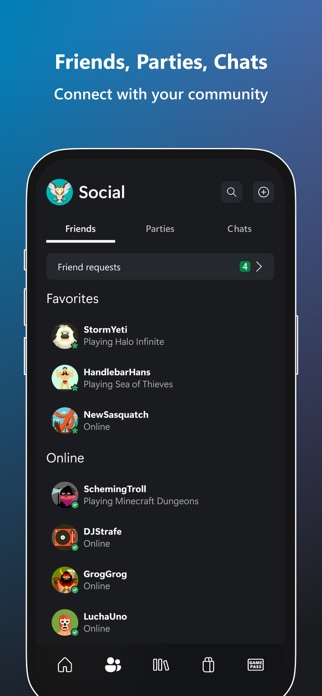 Friends, Parties, Chats
Connect with your community
Social
Friends Parties Chats
Friend requests 4
Favorites
StormYeti
Playing Halo Infinite
HandlebarHans
Playing Sea of Thieves
NewSasquatch
Online
Online
SchemingTroll
Playing Minecraft Dungeons
DJStrafe
Online
GrogGrog
Online
LuchaUno
Online
GAME
PASS